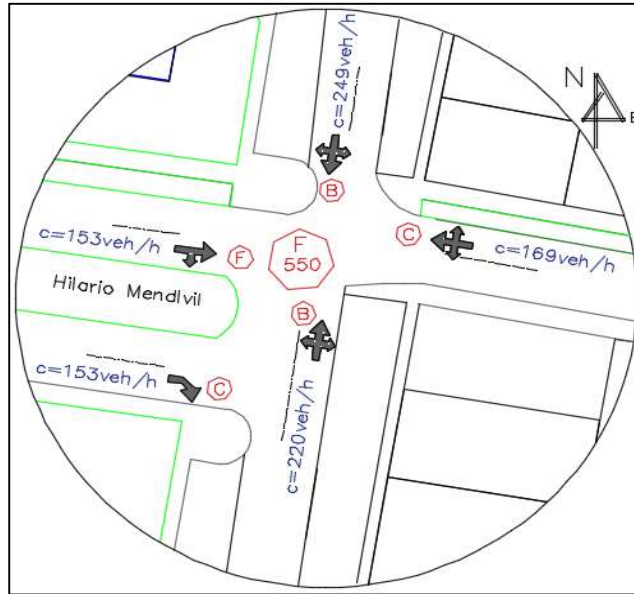 c=249veh/h
N
E
B
C
c=153veh/h
F
F
550
c=169veh/h
Hilario Mendivil
B
c=153veh/h
C
c=220veh/h